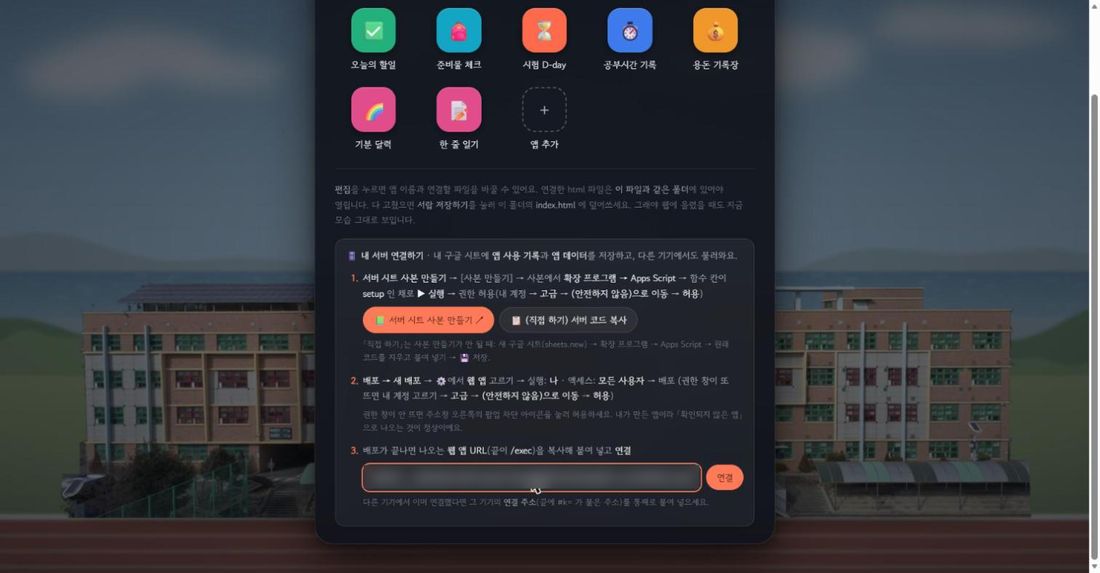 오늘의 할일
준비물 체크
시험 D-day
공부시간 기록
용돈 기록장
기분 달력
한 줄 일기
앱 추가
편집을 누르면 앱 이름과 연결할 파일을 바꿀 수 있어요. 연결한 html 파일은 이 파일과 같은 폴더에 있어야
열립니다. 다 고쳤으면 서랍 저장하기를 눌러 이 폴더의 index.html 에 덮어쓰세요. 그래야 웹에 올렸을 때도 지금
모습 그대로 보입니다.
내 서버 연결하기 · 내 구글 시트에 앱 사용 기록과 앱 데이터를 저장하고, 다른 기기에서도 불러와요.
1. 서버 시트 사본 만들기 → [사본 만들기] → 사본에서 확장 프로그램 → Apps Script → 함수 칸이
setup 인 채로 ▶ 실행 → 권한 허용(내 계정 → 고급 → (안전하지 않음)으로 이동 → 허용)
서버 시트 사본 만들기 ↗
(직접 하기) 서버 코드 복사
「직접 하기」는 사본 만들기가 안 될 때: 새 구글 시트(sheets.new) → 확장 프로그램 → Apps Script → 원래
코드를 지우고 붙여 넣기 → 💾 저장.
2. 배포 → 새 배포 → ⚙️에서 웹 앱 고르기 → 실행: 나 · 액세스: 모든 사용자 → 배포 (권한 창이 또
뜨면 내 계정 고르기 → 고급 → (안전하지 않음)으로 이동 → 허용)
권한 창이 안 뜨면 주소창 오른쪽의 팝업 차단 아이콘을 눌러 허용하세요. 내가 만든 앱이라 「확인되지 않은 앱」
으로 나오는 것이 정상이에요.
3. 배포가 끝나면 나오는 웹 앱 URL(끝이 /exec)을 복사해 붙여 넣고 연결
연결
다른 기기에서 이미 연결했다면 그 기기의 연결 주소(끝에 #k= 가 붙은 주소)를 통째로 붙여 넣으세요.